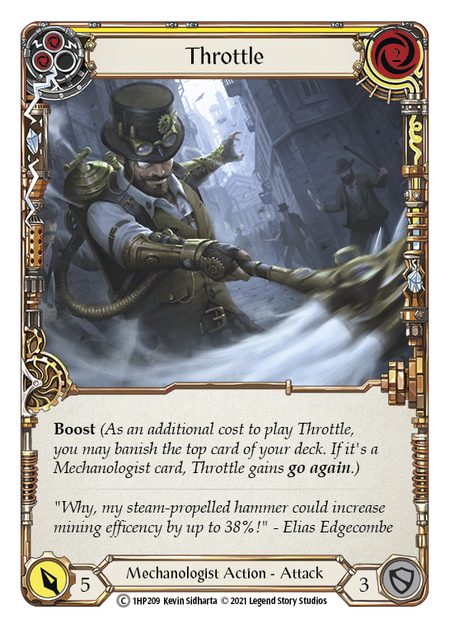 Throttle
2
Boost (As an additional cost to play Throttle,
you may banish the top card of your deck. If it's a
Mechanologist card, Throttle gains go again.)
"Why, my steam-propelled hammer could increase
mining efficency by up to 38%!" - Elias Edgecombe
5
Mechanologist Action - Attack
3
C 1HP209 Kevin Sidharta © 2021 Legend Story Studios